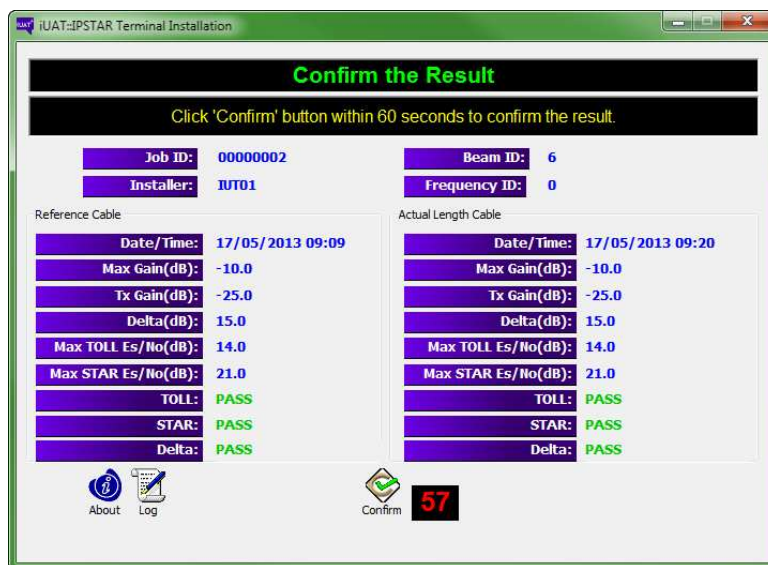 iUAT::IPSTAR Terminal Installation
Confirm the Result
Click 'Confirm' button within 60 seconds to confirm the result.
Job ID: 00000002 Beam ID: 6
Installer: IUT01 Frequency ID: 0
Reference Cable
Date/Time: 17/05/2013 09:09
Max Gain(dB): -10.0
Tx Gain(dB): -25.0
Delta(dB): 15.0
Max TOLL Es/No(dB): 14.0
Max STAR Es/No(dB): 21.0
TOLL: PASS
STAR: PASS
Delta: PASS
Actual Length Cable
Date/Time: 17/05/2013 09:20
Max Gain(dB): -10.0
Tx Gain(dB): -25.0
Delta(dB): 15.0
Max TOLL Es/No(dB): 14.0
Max STAR Es/No(dB): 21.0
TOLL: PASS
STAR: PASS
Delta: PASS
About Log Confirm 57